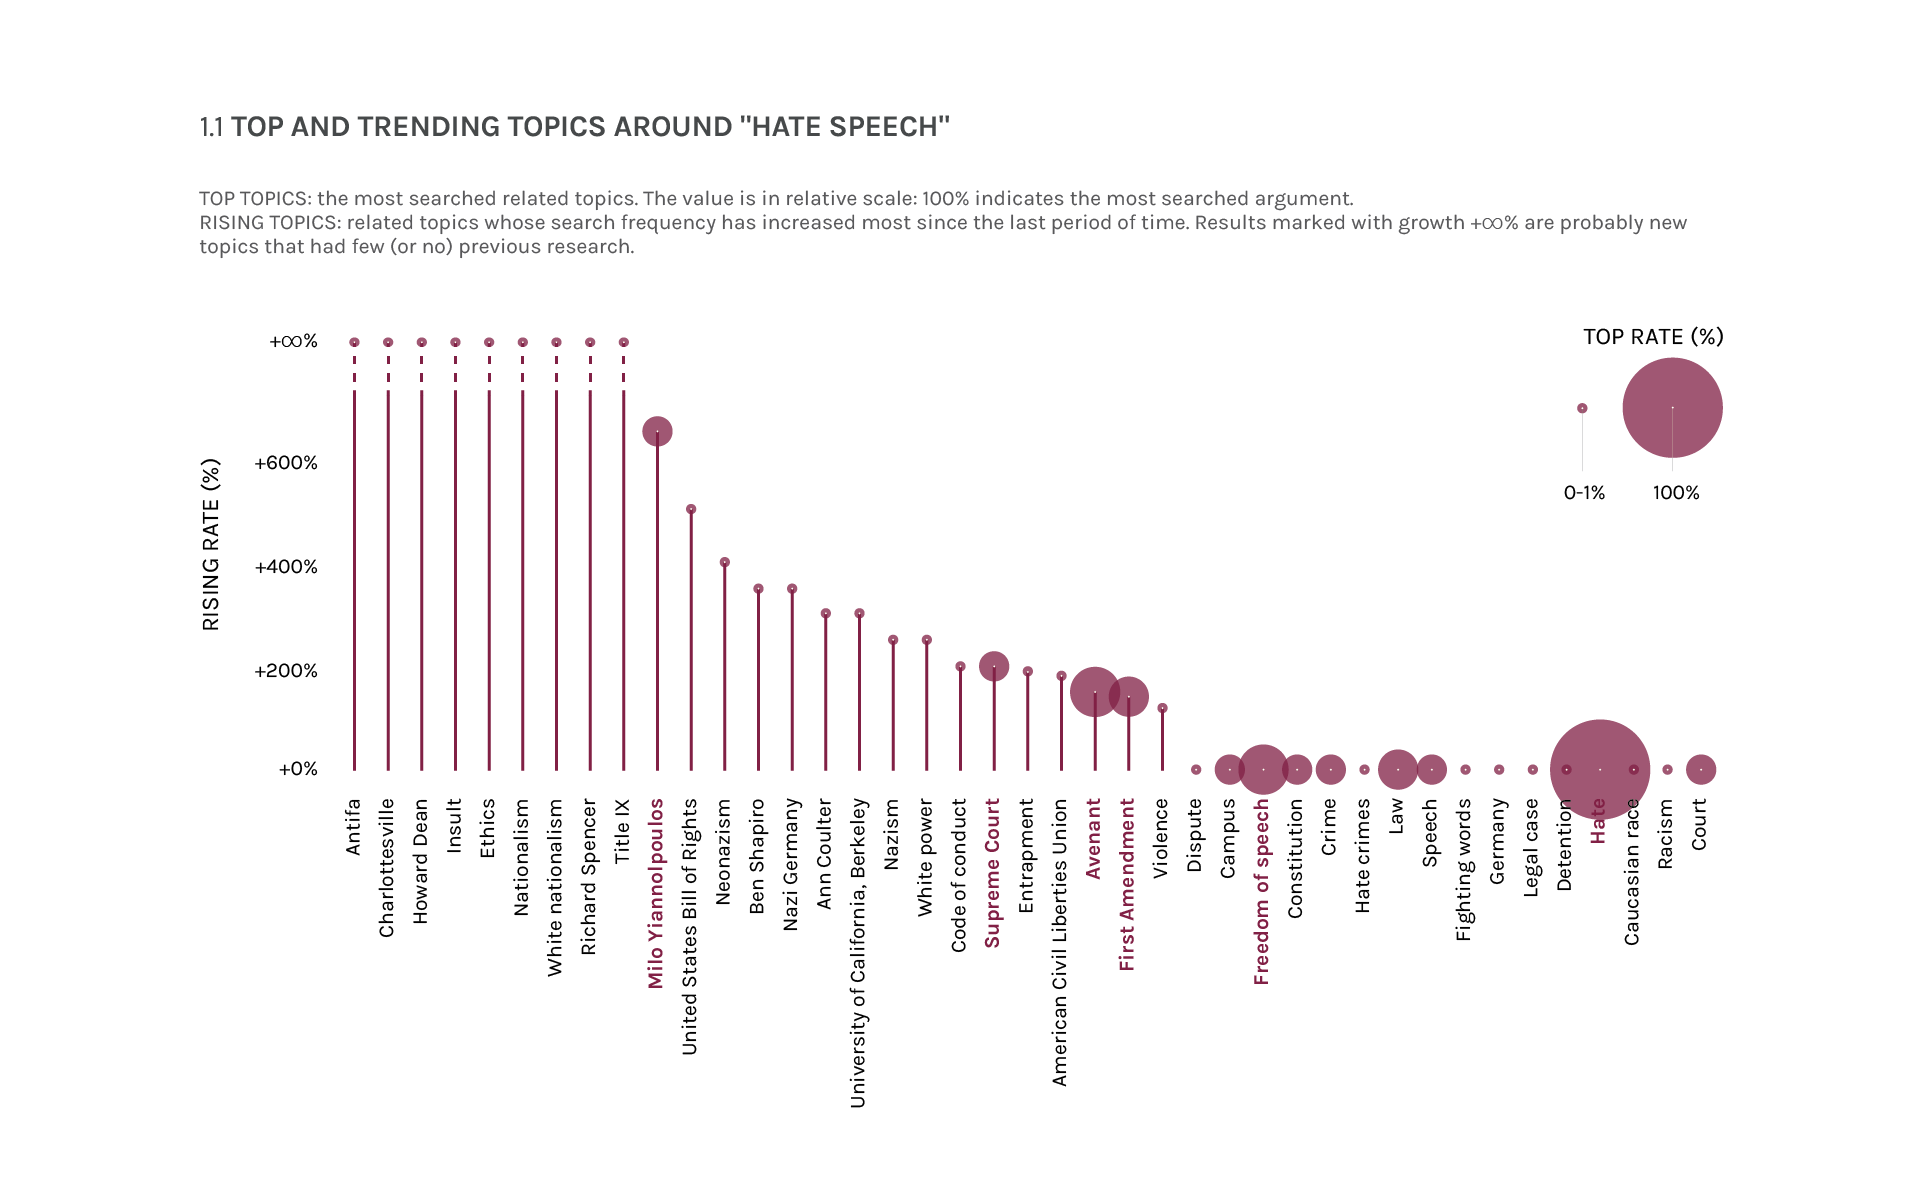 1.1 TOP AND TRENDING TOPICS AROUND "HATE SPEECH"
TOP TOPICS: the most searched related topics. The value is in relative scale: 100% indicates the most searched argument.
RISING TOPICS: related topics whose search frequency has increased most since the last period of time. Results marked with growth +∞% are probably new
topics that had few (or no) previous research.
TOP RATE (%)
0-1%
100%
RISING RATE (%)
+∞%
+600%
+400%
+200%
+0%
Antifa
Charlottesville
Howard Dean
Insult
Ethics
Nationalism
White nationalism
Richard Spencer
Title IX
Milo Yiannolpoulos
United States Bill of Rights
Neonazism
Ben Shapiro
Nazi Germany
Ann Coulter
University of California, Berkeley
Nazism
White power
Code of conduct
Supreme Court
Entrapment
American Civil Liberties Union
Avenant
First Amendment
Violence
Dispute
Campus
Freedom of speech
Constitution
Crime
Hate crimes
Law
Speech
Fighting words
Germany
Legal case
Detention
Hate
Caucasian race
Racism
Court